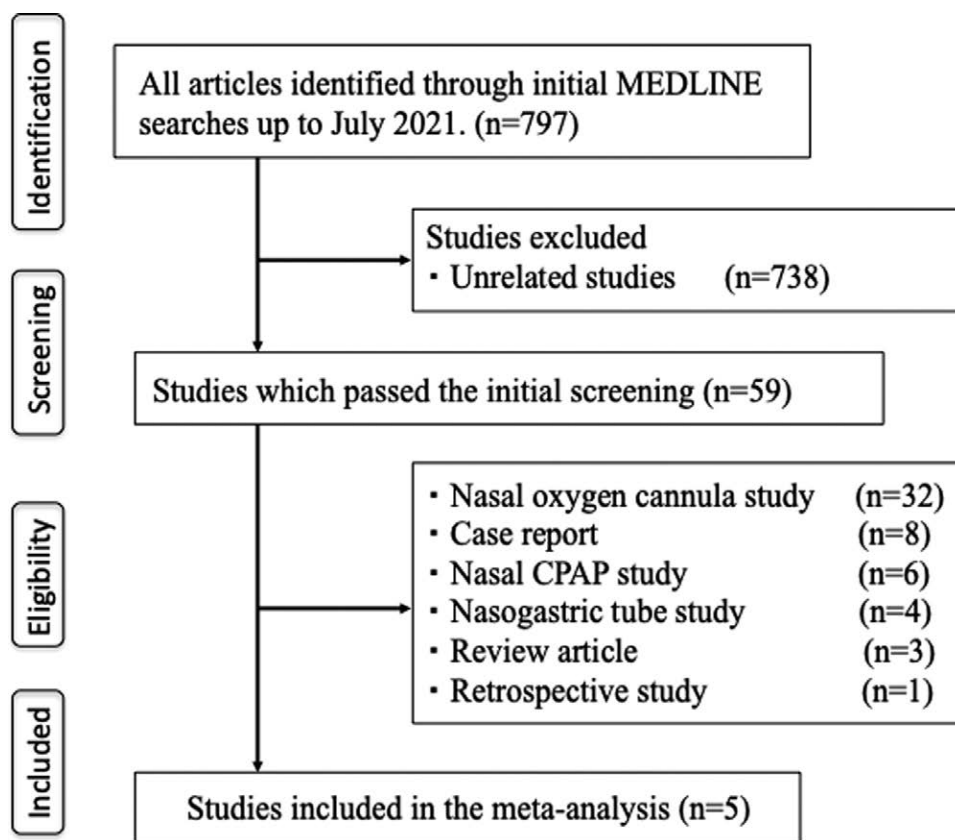 Identification
All articles identified through initial MEDLINE
searches up to July 2021. (n=797)
Studies excluded
・Unrelated studies (n=738)
Screening
Studies which passed the initial screening (n=59)
Eligibility
・Nasal oxygen cannula study (n=32)
・Case report (n=8)
・Nasal CPAP study (n=6)
・Nasogastric tube study (n=4)
・Review article (n=3)
・Retrospective study (n=1)
Included
Studies included in the meta-analysis (n=5)